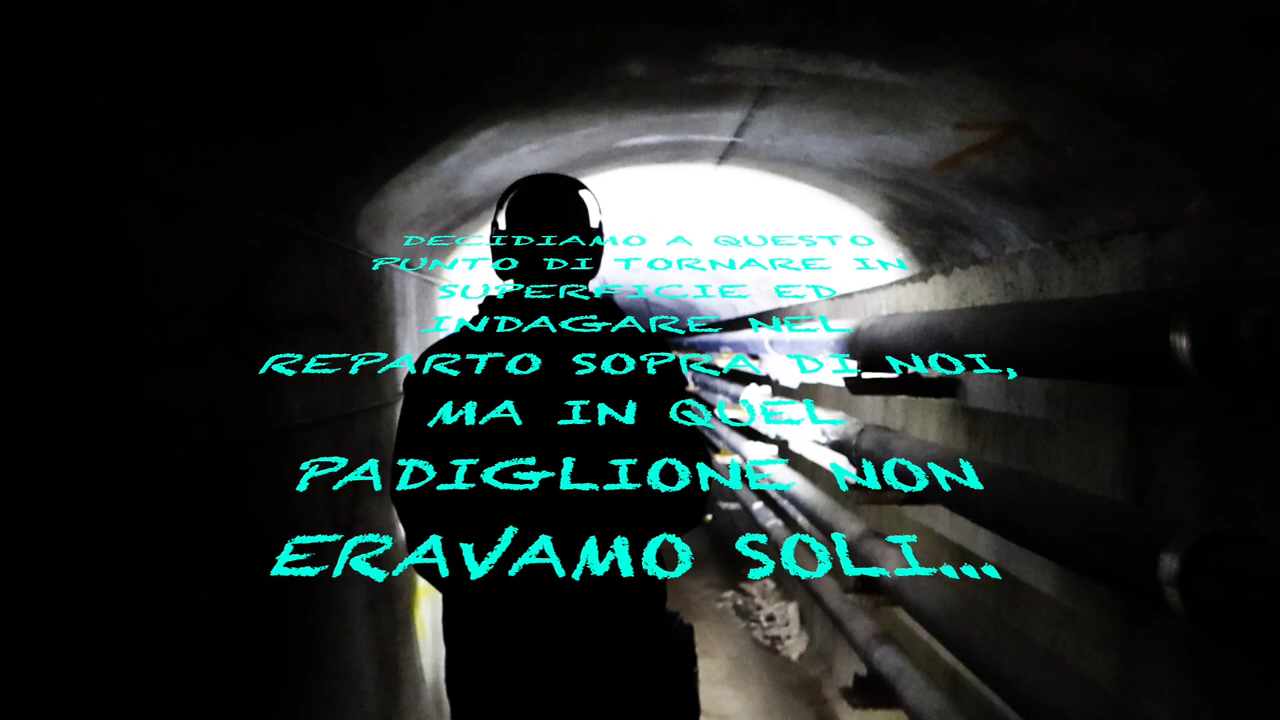 DECIDIAMO A QUESTO
PUNTO DI TORNARE IN
SUPERFICIE ED
INDAGARE NEL
REPARTO SOPRA DI NOI,
MA IN QUEL
PADIGLIONE NON
ERAVAMO SOLI...